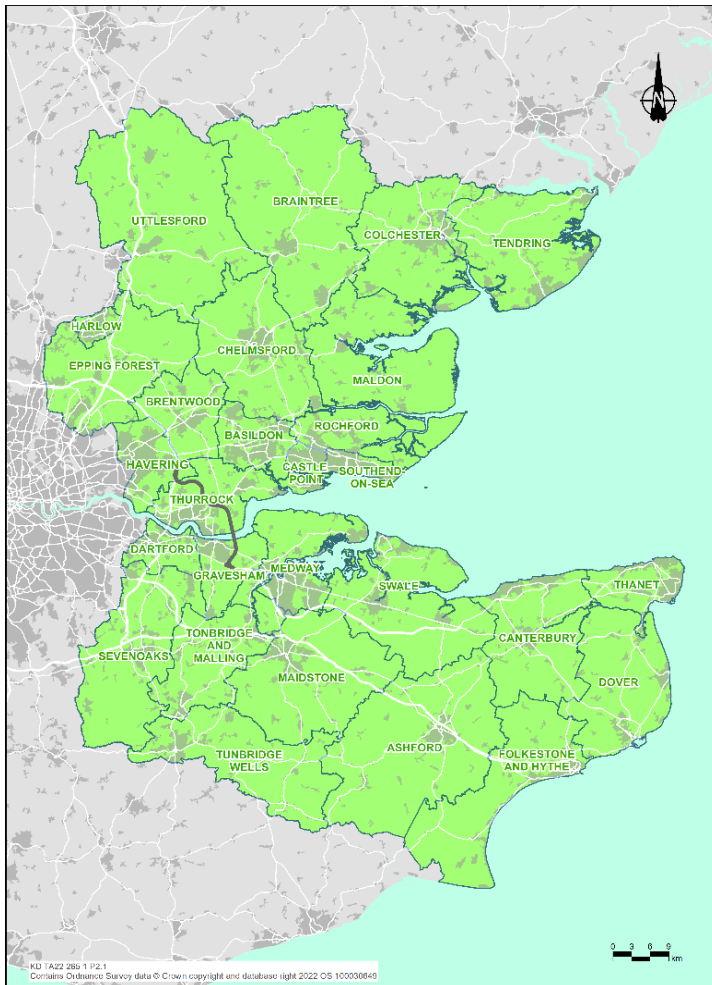 N
UTTLESFORD
BRAINTREE
COLCHESTER
TENDRING
HARLOW
CHELMSFORD
EPPING FOREST
MALDON
BRENTWOOD
ROCHFORD
BASILDON
HAVERING
CASTLE
POINT
SOUTHEND-
ON-SEA
THURROCK
DARTFORD
GRAVESHAM
MEDWAY
SWALE
THANET
CANTERBURY
TONBRIDGE
AND
MALLING
SEVENOAKS
MAIDSTONE
DOVER
ASHFORD
TUNBRIDGE
WELLS
FOLKESTONE
AND HYTHE
0 3 6 9
km
KD TA22 265 1 P2.1
Contains Ordnance Survey data © Crown copyright and database right 2022 OS 100030649